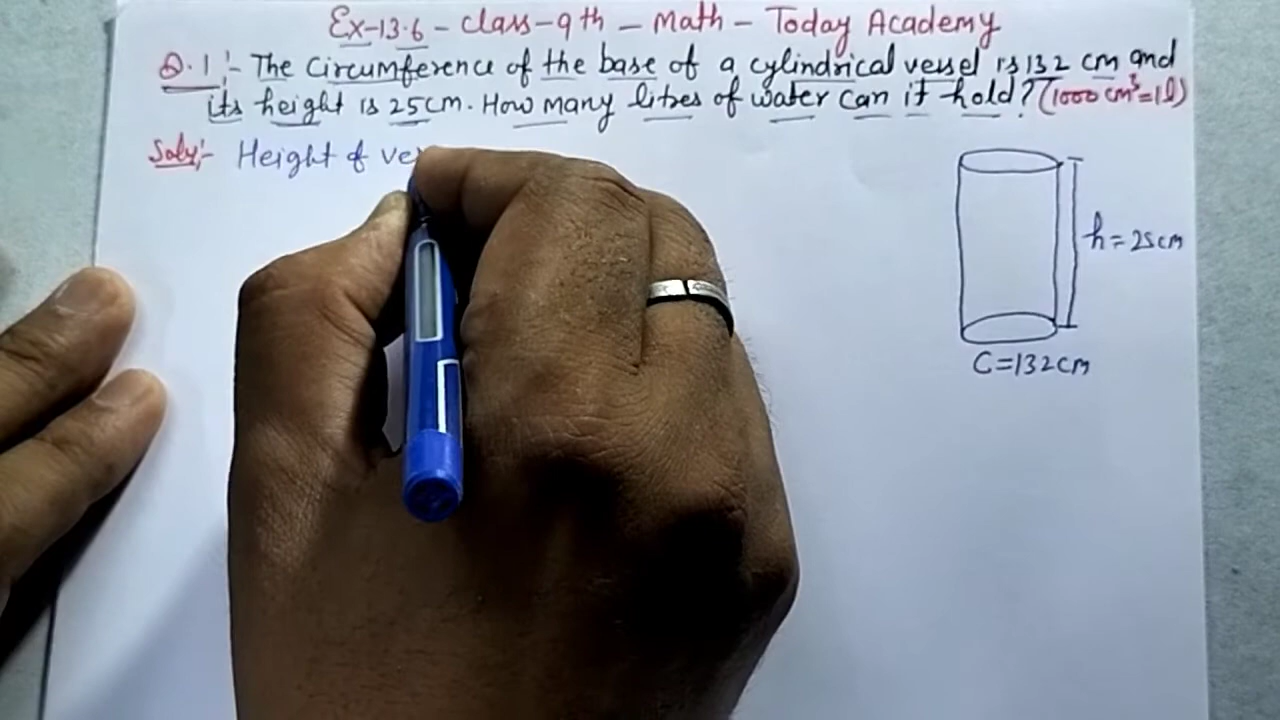 Ex-13.6 - Class-9th - Math - Today Academy
Q.1:- The Circumference of the base of a cylindrical vessel is 132 cm and
its height is 25cm. How many litres of water can it hold? (1000 cm³=1l)
Soln:- Height of ve
h=25cm
C=132cm